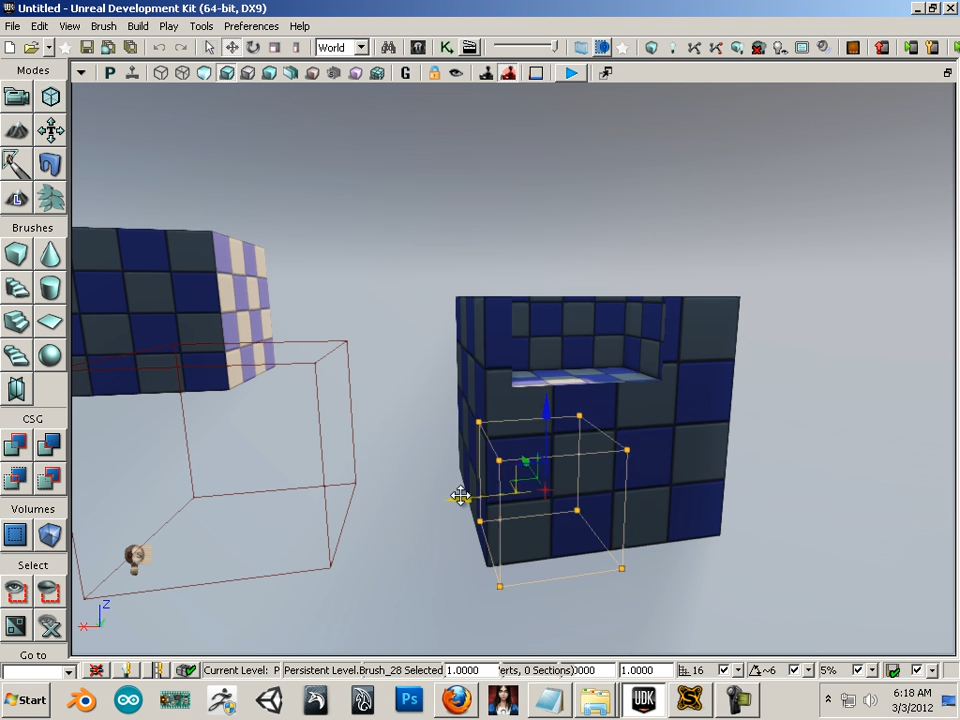 Untitled - Unreal Development Kit (64-bit, DX9)
File Edit View Brush Build Play Tools Preferences Help
World
Modes
P
G
Brushes
CSG
Volumes
Select
Go to
X
Z
Current Level: P
Persistent Level.Brush_28 Selected
1.0000
'erts, 0 Sections)
0000
1.0000
16
6
5%
Start
Ps
UDK
6:18 AM
3/3/2012